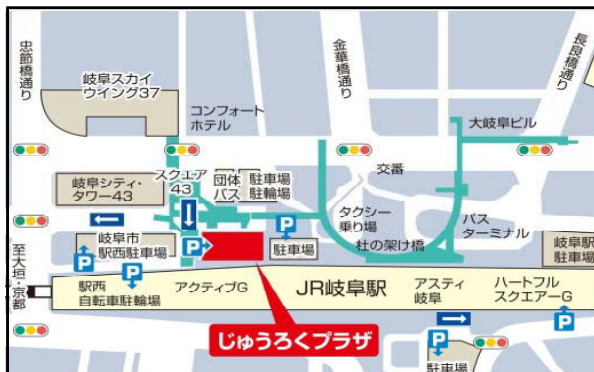 忠節橋通り
金華橋通り
長良橋通り
岐阜スカイ
ウイング37
コンフォート
ホテル
大岐阜ビル
交番
岐阜シティ・
タワー43
スクエア
43
団体
バス
駐車場
駐輪場
タクシー
乗り場
バス
ターミナル
岐阜市
駅西駐車場
P
P
P
駐車場
杜の架け橋
岐阜駅
駐車場
至大垣・京都
P
駅西
自転車駐輪場
アクティブG
JR岐阜駅
アスティ
岐阜
ハートフル
スクエアーG
P
じゅうろくプラザ
P
駐車場